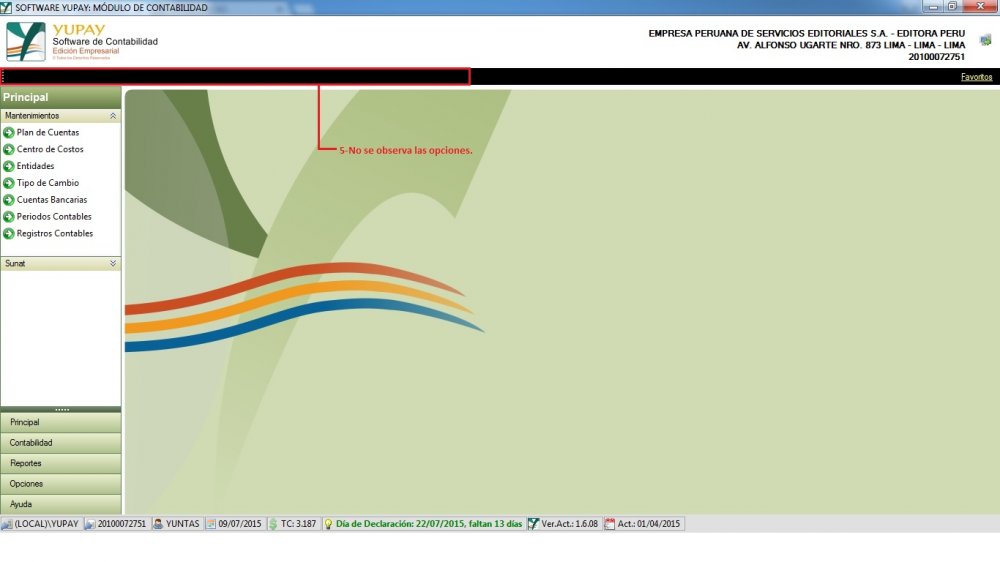 SOFTWARE YUPAY: MÓDULO DE CONTABILIDAD
YUPAY
Software de Contabilidad
Edición Empresarial
© Todos los Derechos Reservados
EMPRESA PERUANA DE SERVICIOS EDITORIALES S.A. - EDITORA PERU
AV. ALFONSO UGARTE NRO. 873 LIMA - LIMA - LIMA
20100072751
Favoritos
Principal
Mantenimientos
Plan de Cuentas
Centro de Costos
Entidades
Tipo de Cambio
Cuentas Bancarias
Periodos Contables
Registros Contables
Sunat
5-No se observa las opciones.
Principal
Contabilidad
Reportes
Opciones
Ayuda
(LOCAL)\YUPAY 20100072751 YUNTAS 09/07/2015 TC: 3.187 Día de Declaración: 22/07/2015, faltan 13 días Ver.Act.: 1.6.08 Act.: 01/04/2015